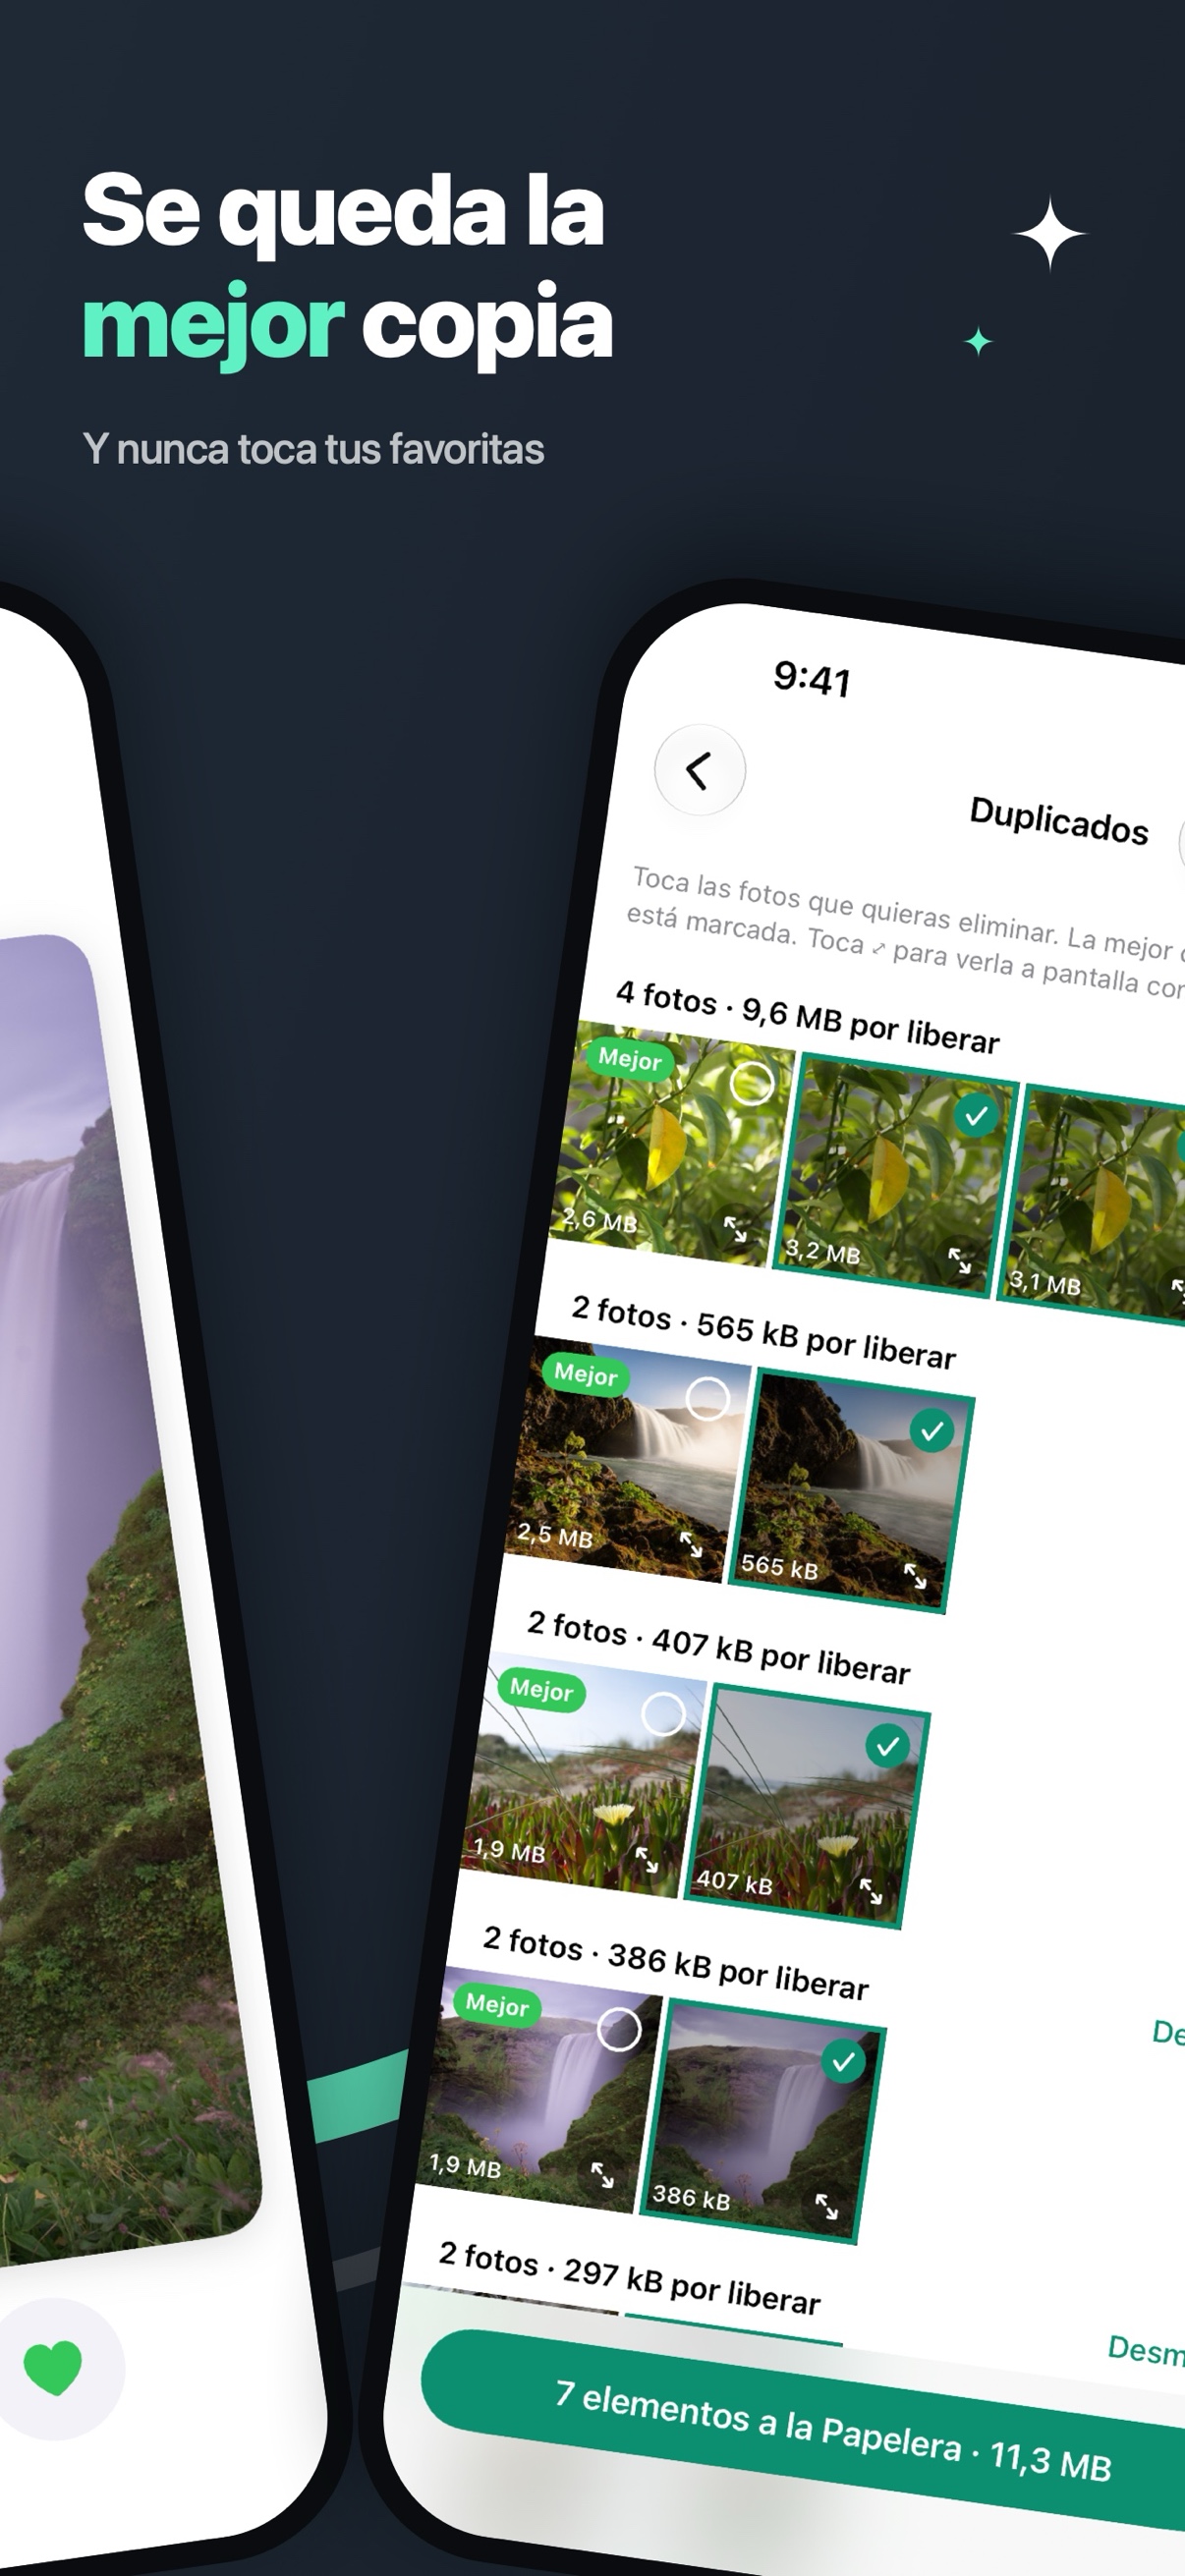 Se queda la
mejor copia
Y nunca toca tus favoritas
9:41
Duplicados
Toca las fotos que quieras eliminar. La mejor
está marcada. Toca ⤢ para verla a pantalla
4 fotos · 9,6 MB por liberar
Mejor
2,6 MB
3,2 MB
3,1 MB
2 fotos · 565 kB por liberar
Mejor
2,5 MB
565 kB
2 fotos · 407 kB por liberar
Mejor
1,9 MB
407 kB
2 fotos · 386 kB por liberar
Mejor
1,9 MB
386 kB
2 fotos · 297 kB por liberar
7 elementos a la Papelera · 11,3 MB